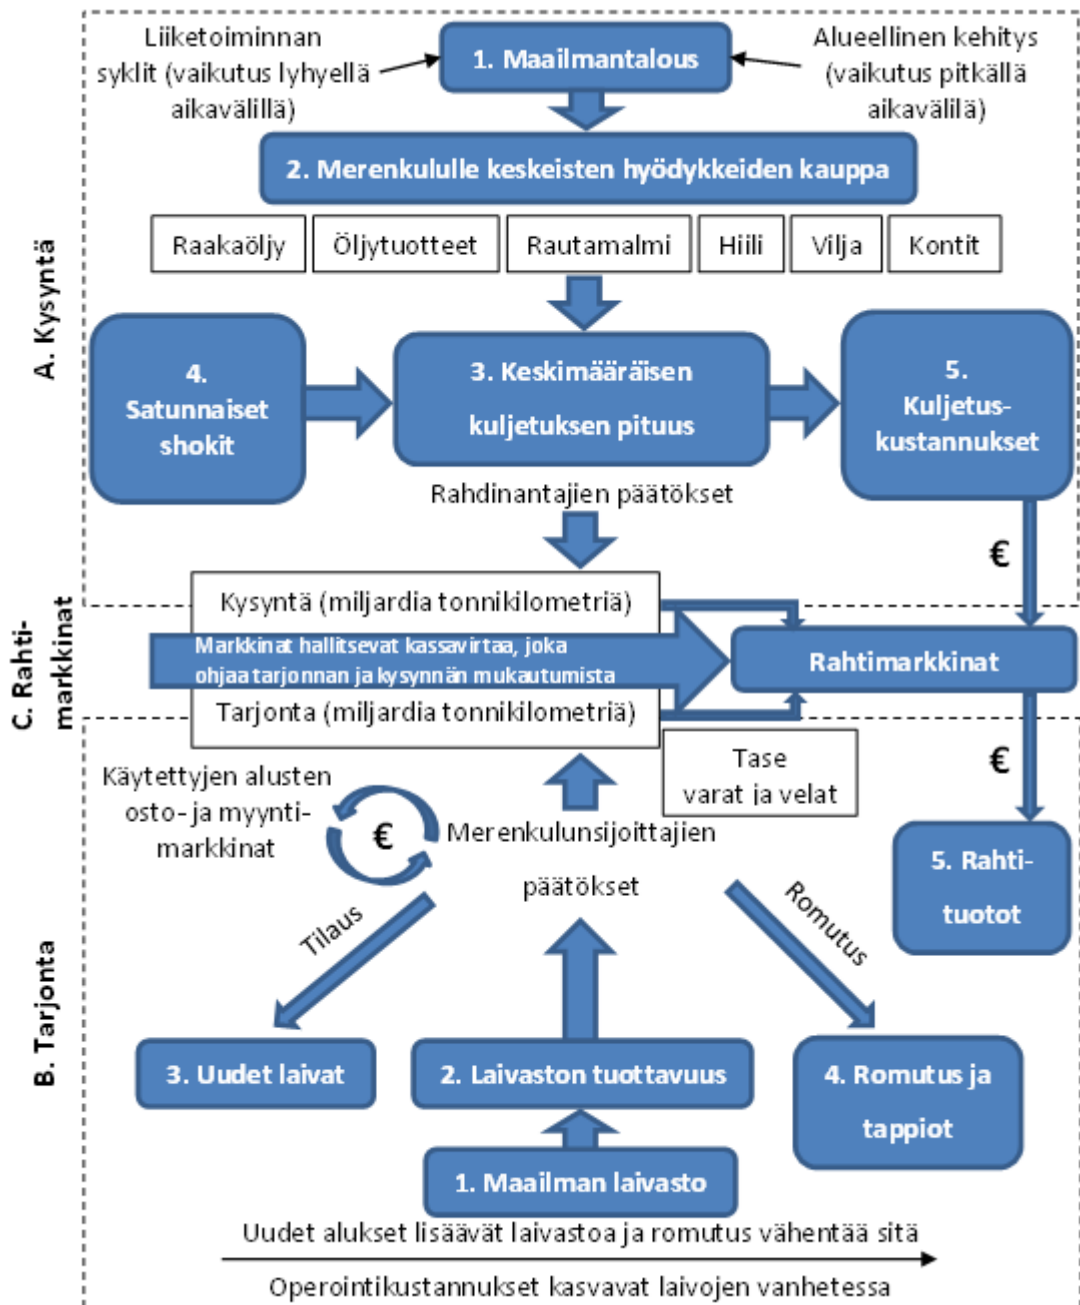 Liiketoiminnan
syklit (vaikutus lyhyellä
aikavälillä)
1. Maailmantalous
Alueellinen kehitys
(vaikutus pitkällä
aikavälilä)
2. Merenkululle keskeisten hyödykkeiden kauppa
Raakaöljy
Öljytuotteet
Rautamalmi
Hiili
Vilja
Kontit
A. Kysyntä
4.
Satunnaiset
shokit
3. Keskimääräisen
kuljetuksen pituus
5.
Kuljetus-
kustannukset
Rahdinantajien päätökset
€
C. Rahti-
markkinat
Kysyntä (miljardia tonnikilometriä)
Markkinat hallitsevat kassavirtaa, joka
ohjaa tarjonnan ja kysynnän mukautumista
Tarjonta (miljardia tonnikilometriä)
Rahtimarkkinat
Tase
varat ja velat
€
Käytettyjen alusten
osto- ja myynti-
markkinat
€
Merenkulunsijoittajien
päätökset
5. Rahti-
tuotot
Tilaus
Romutus
B. Tarjonta
3. Uudet laivat
2. Laivaston tuottavuus
4. Romutus ja
tappiot
1. Maailman laivasto
Uudet alukset lisäävät laivastoa ja romutus vähentää sitä
Operointikustannukset kasvavat laivojen vanhetessa